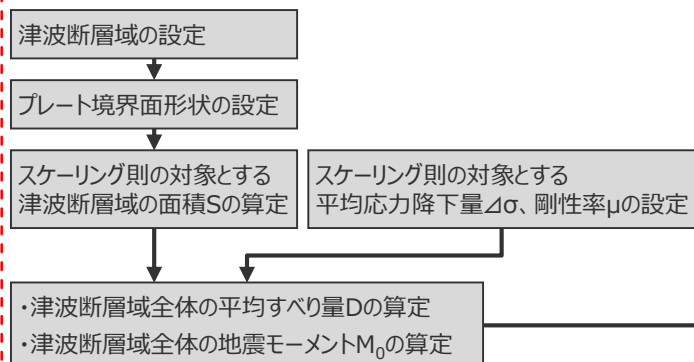 津波断層域の設定
プレート境界面形状の設定
スケーリング則の対象とする
津波断層域の面積Sの算定
スケーリング則の対象とする
平均応力降下量⊿σ、剛性率μの設定
・津波断層域全体の平均すべり量Dの算定
・津波断層域全体の地震モーメントM₀の算定